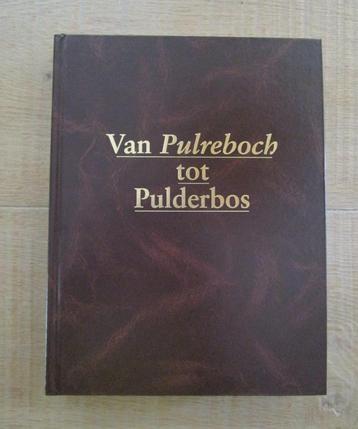 Van Pulreboch
tot
Pulderbos